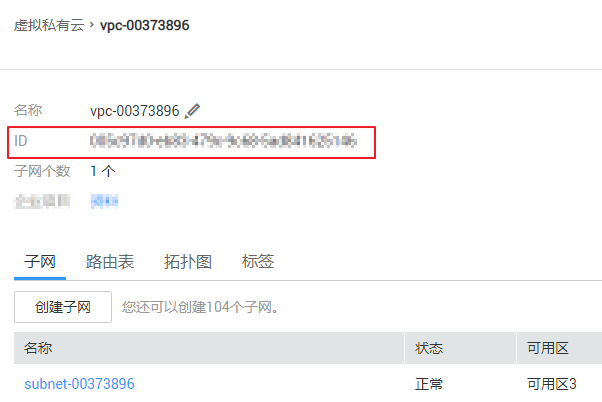 虚拟私有云 › vpc-00373896
名称 vpc-00373896
ID
子网个数 1 个
子网 路由表 拓扑图 标签
创建子网 您还可以创建104个子网。
名称 状态 可用区
subnet-00373896 正常 可用区3